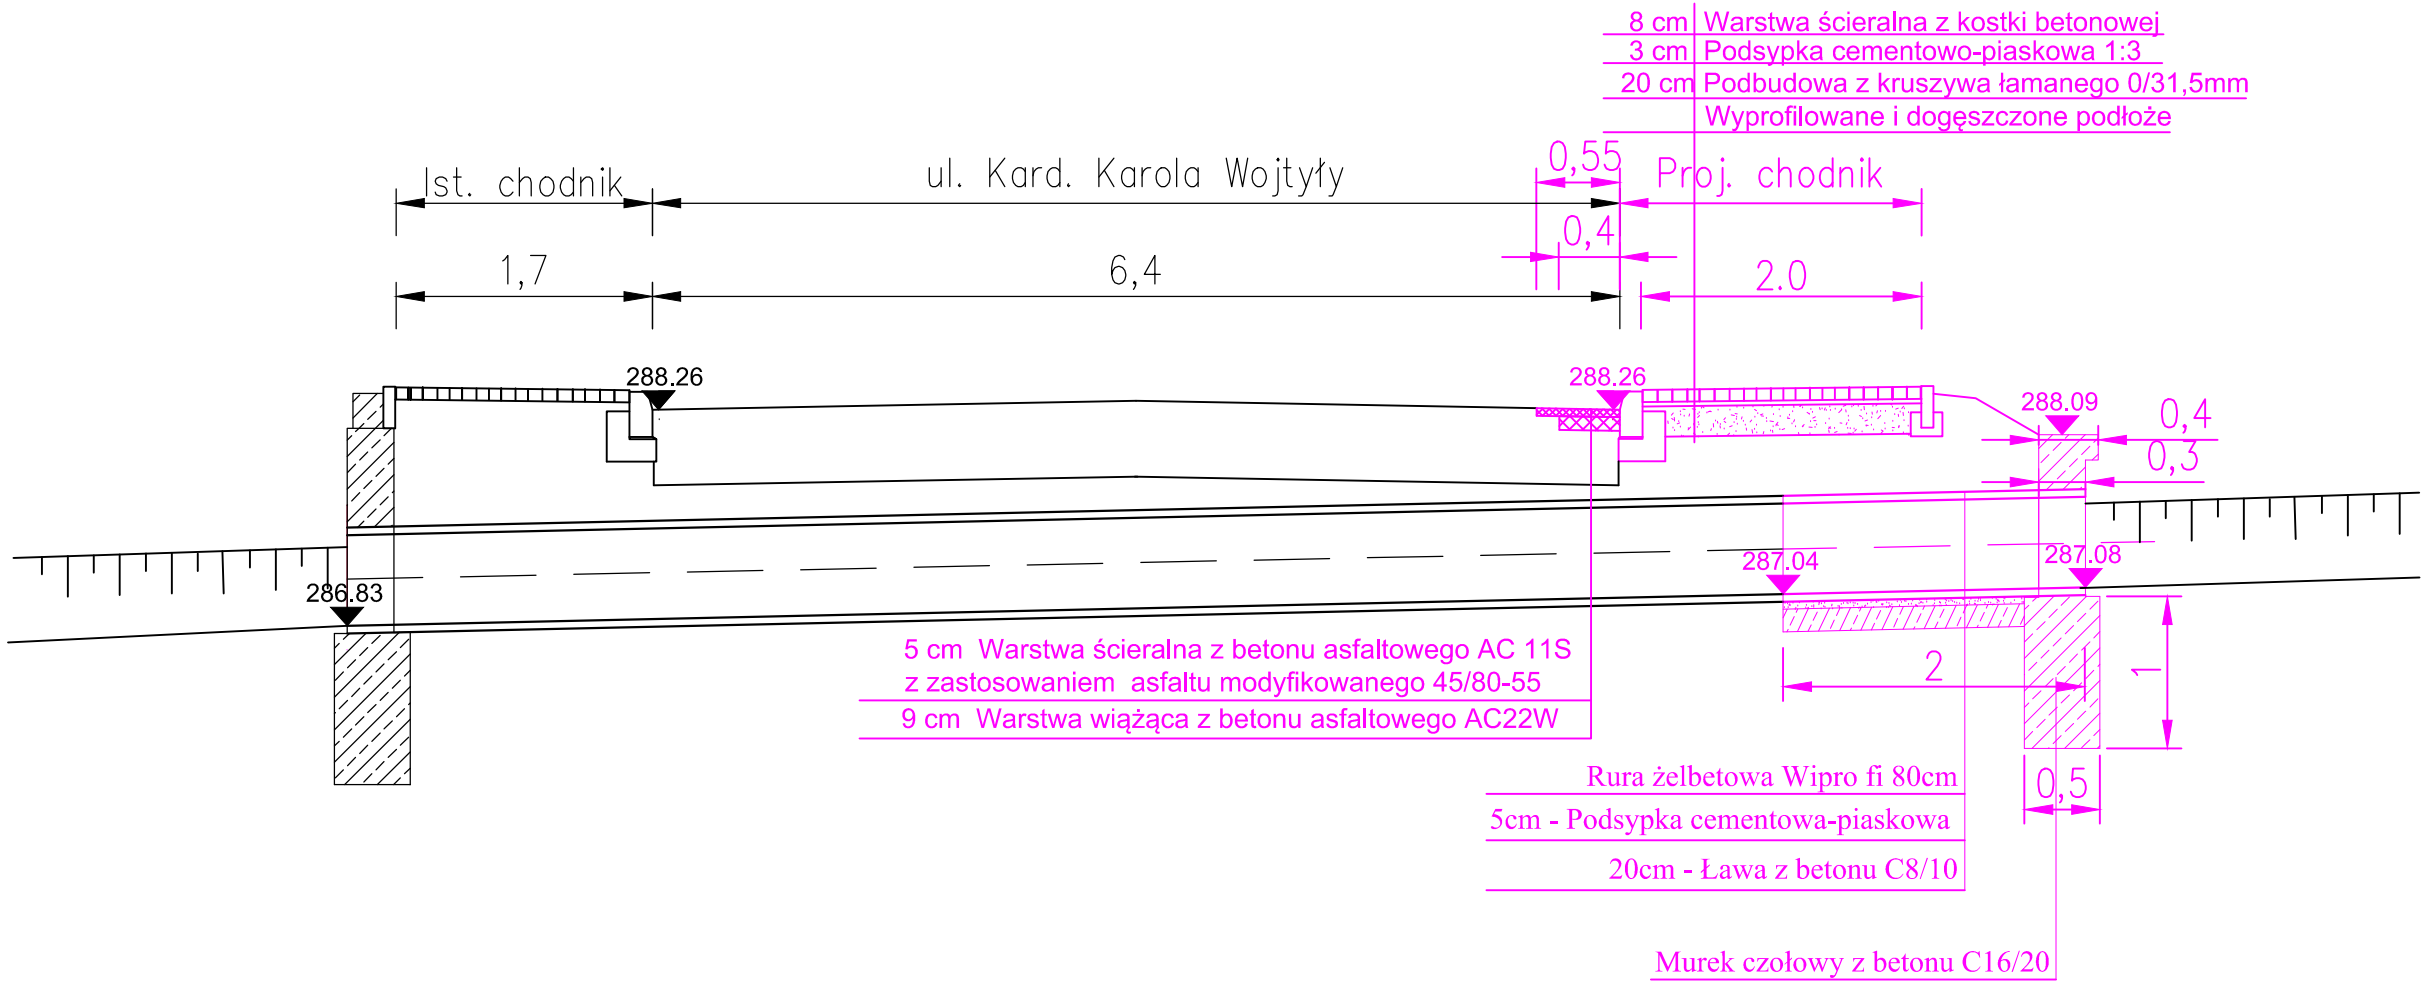 8 cm Warstwa ścieralna z kostki betonowej
3 cm Podsypka cementowo-piaskowa 1:3
20 cm Podbudowa z kruszywa łamanego 0/31,5mm
Wyprofilowane i dogęszczone podłoże
Ist. chodnik
ul. Kard. Karola Wojtyły
0,55
Proj. chodnik
0,4
1,7
6,4
2.0
288.26
288.26
288.09
0,4
0,3
287.04
287.08
286.83
5 cm Warstwa ścieralna z betonu asfaltowego AC 11S
z zastosowaniem asfaltu modyfikowanego 45/80-55
9 cm Warstwa wiążąca z betonu asfaltowego AC22W
2
1
Rura żelbetowa Wipro fi 80cm
0,5
5cm - Podsypka cementowa-piaskowa
20cm - Ława z betonu C8/10
Murek czołowy z betonu C16/20